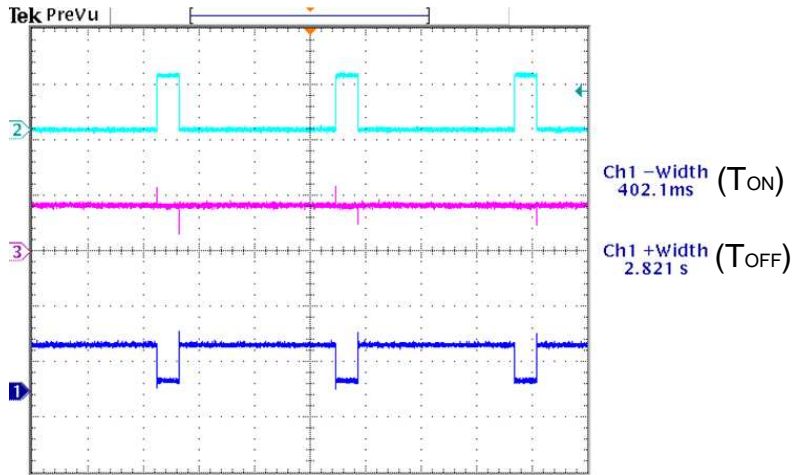 Tek PreVu
2
3
1
Ch1 −Width (TON)
402.1ms
Ch1 +Width (TOFF)
2.821 s